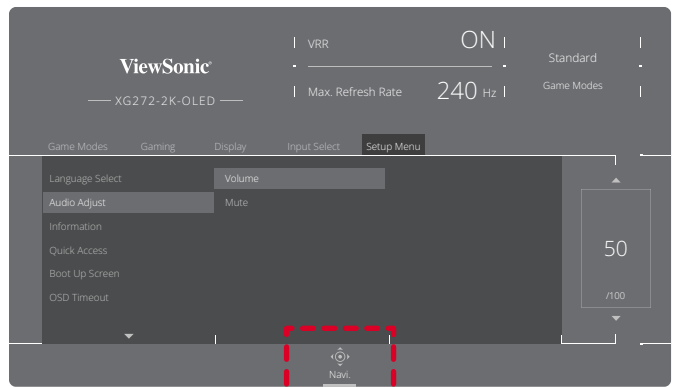 ViewSonic®
XG272-2K-OLED
VRR ON
Max. Refresh Rate 240 Hz
Standard
Game Modes
Game Modes Gaming Display Input Select Setup Menu
Language Select
Audio Adjust
Information
Quick Access
Boot Up Screen
OSD Timeout
Volume
Mute
50
/100
Navi.